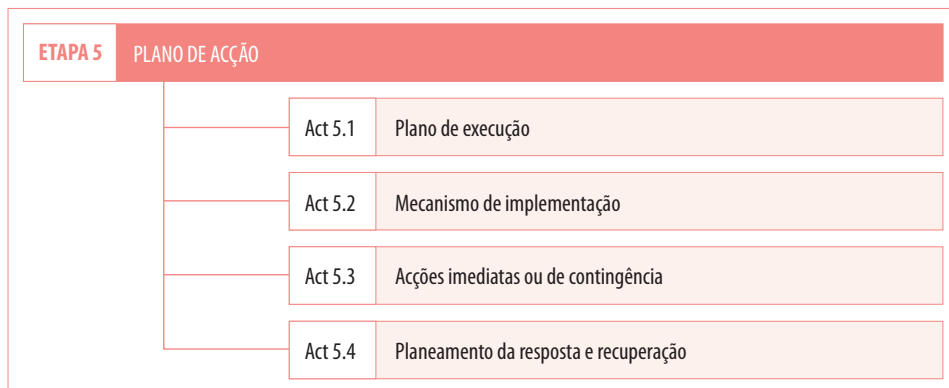 ETAPA 5 PLANO DE ACÇÃO
Act 5.1 Plano de execução
Act 5.2 Mecanismo de implementação
Act 5.3 Acções imediatas ou de contingência
Act 5.4 Planeamento da resposta e recuperação